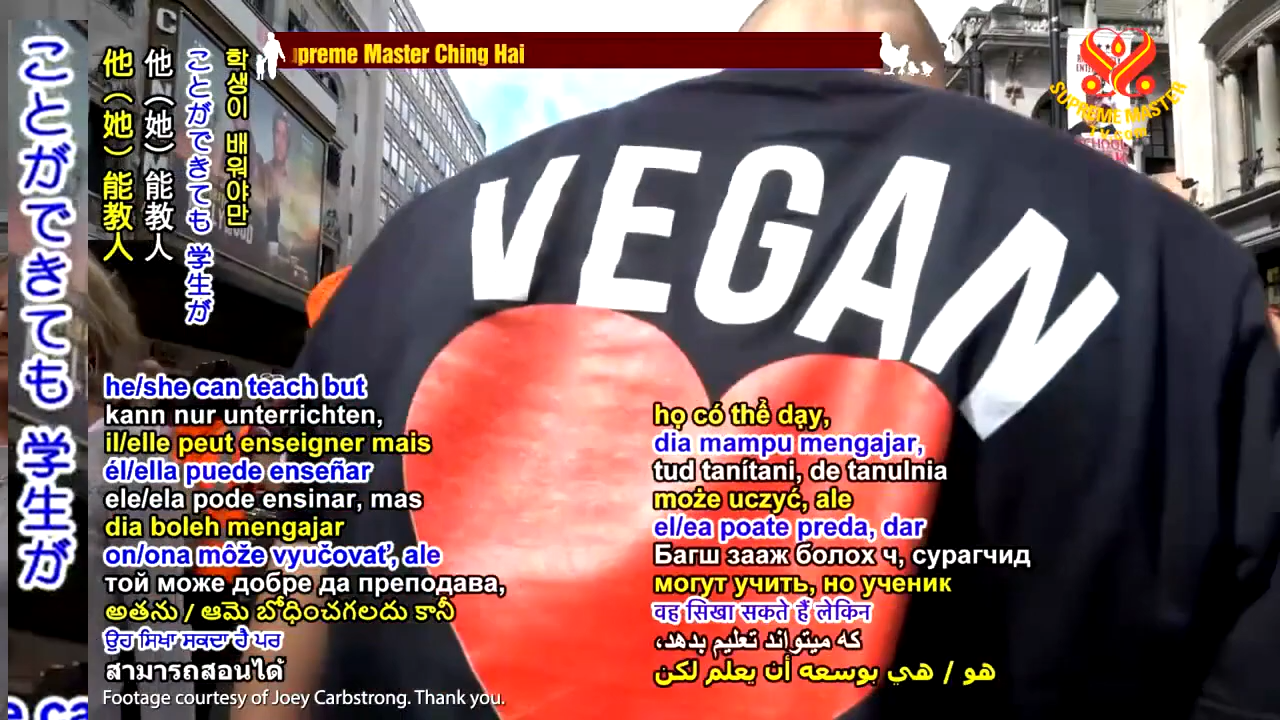 preme Master Ching Hai
SUPREME MASTER
TV.COM
VEGAN
ことができても 学生が
他（她）能教人
他（她）能教人
ことができても 学生が
학생이 배워야만
he/she can teach but
kann nur unterrichten,
il/elle peut enseigner mais
él/ella puede enseñar
ele/ela pode ensinar, mas
dia boleh mengajar
on/ona môže vyučovať, ale
той може добре да преподава,
అతను / ఆమె బోధించగలదు కానీ
ਉਹ ਸਿਖਾ ਸਕਦਾ ਹੈ ਪਰ
สามารถสอนได้
Footage courtesy of Joey Carbstrong. Thank you.
họ có thể dạy,
dia mampu mengajar,
tud tanítani, de tanulnia
może uczyć, ale
el/ea poate preda, dar
Багш зааж болох ч, сурагчид
могут учить, но ученик
वह सिखा सकते हैं लेकिन
که میتواند تعلیم بدهد،
هو / هي بوسعه أن يعلم لكن
e ca